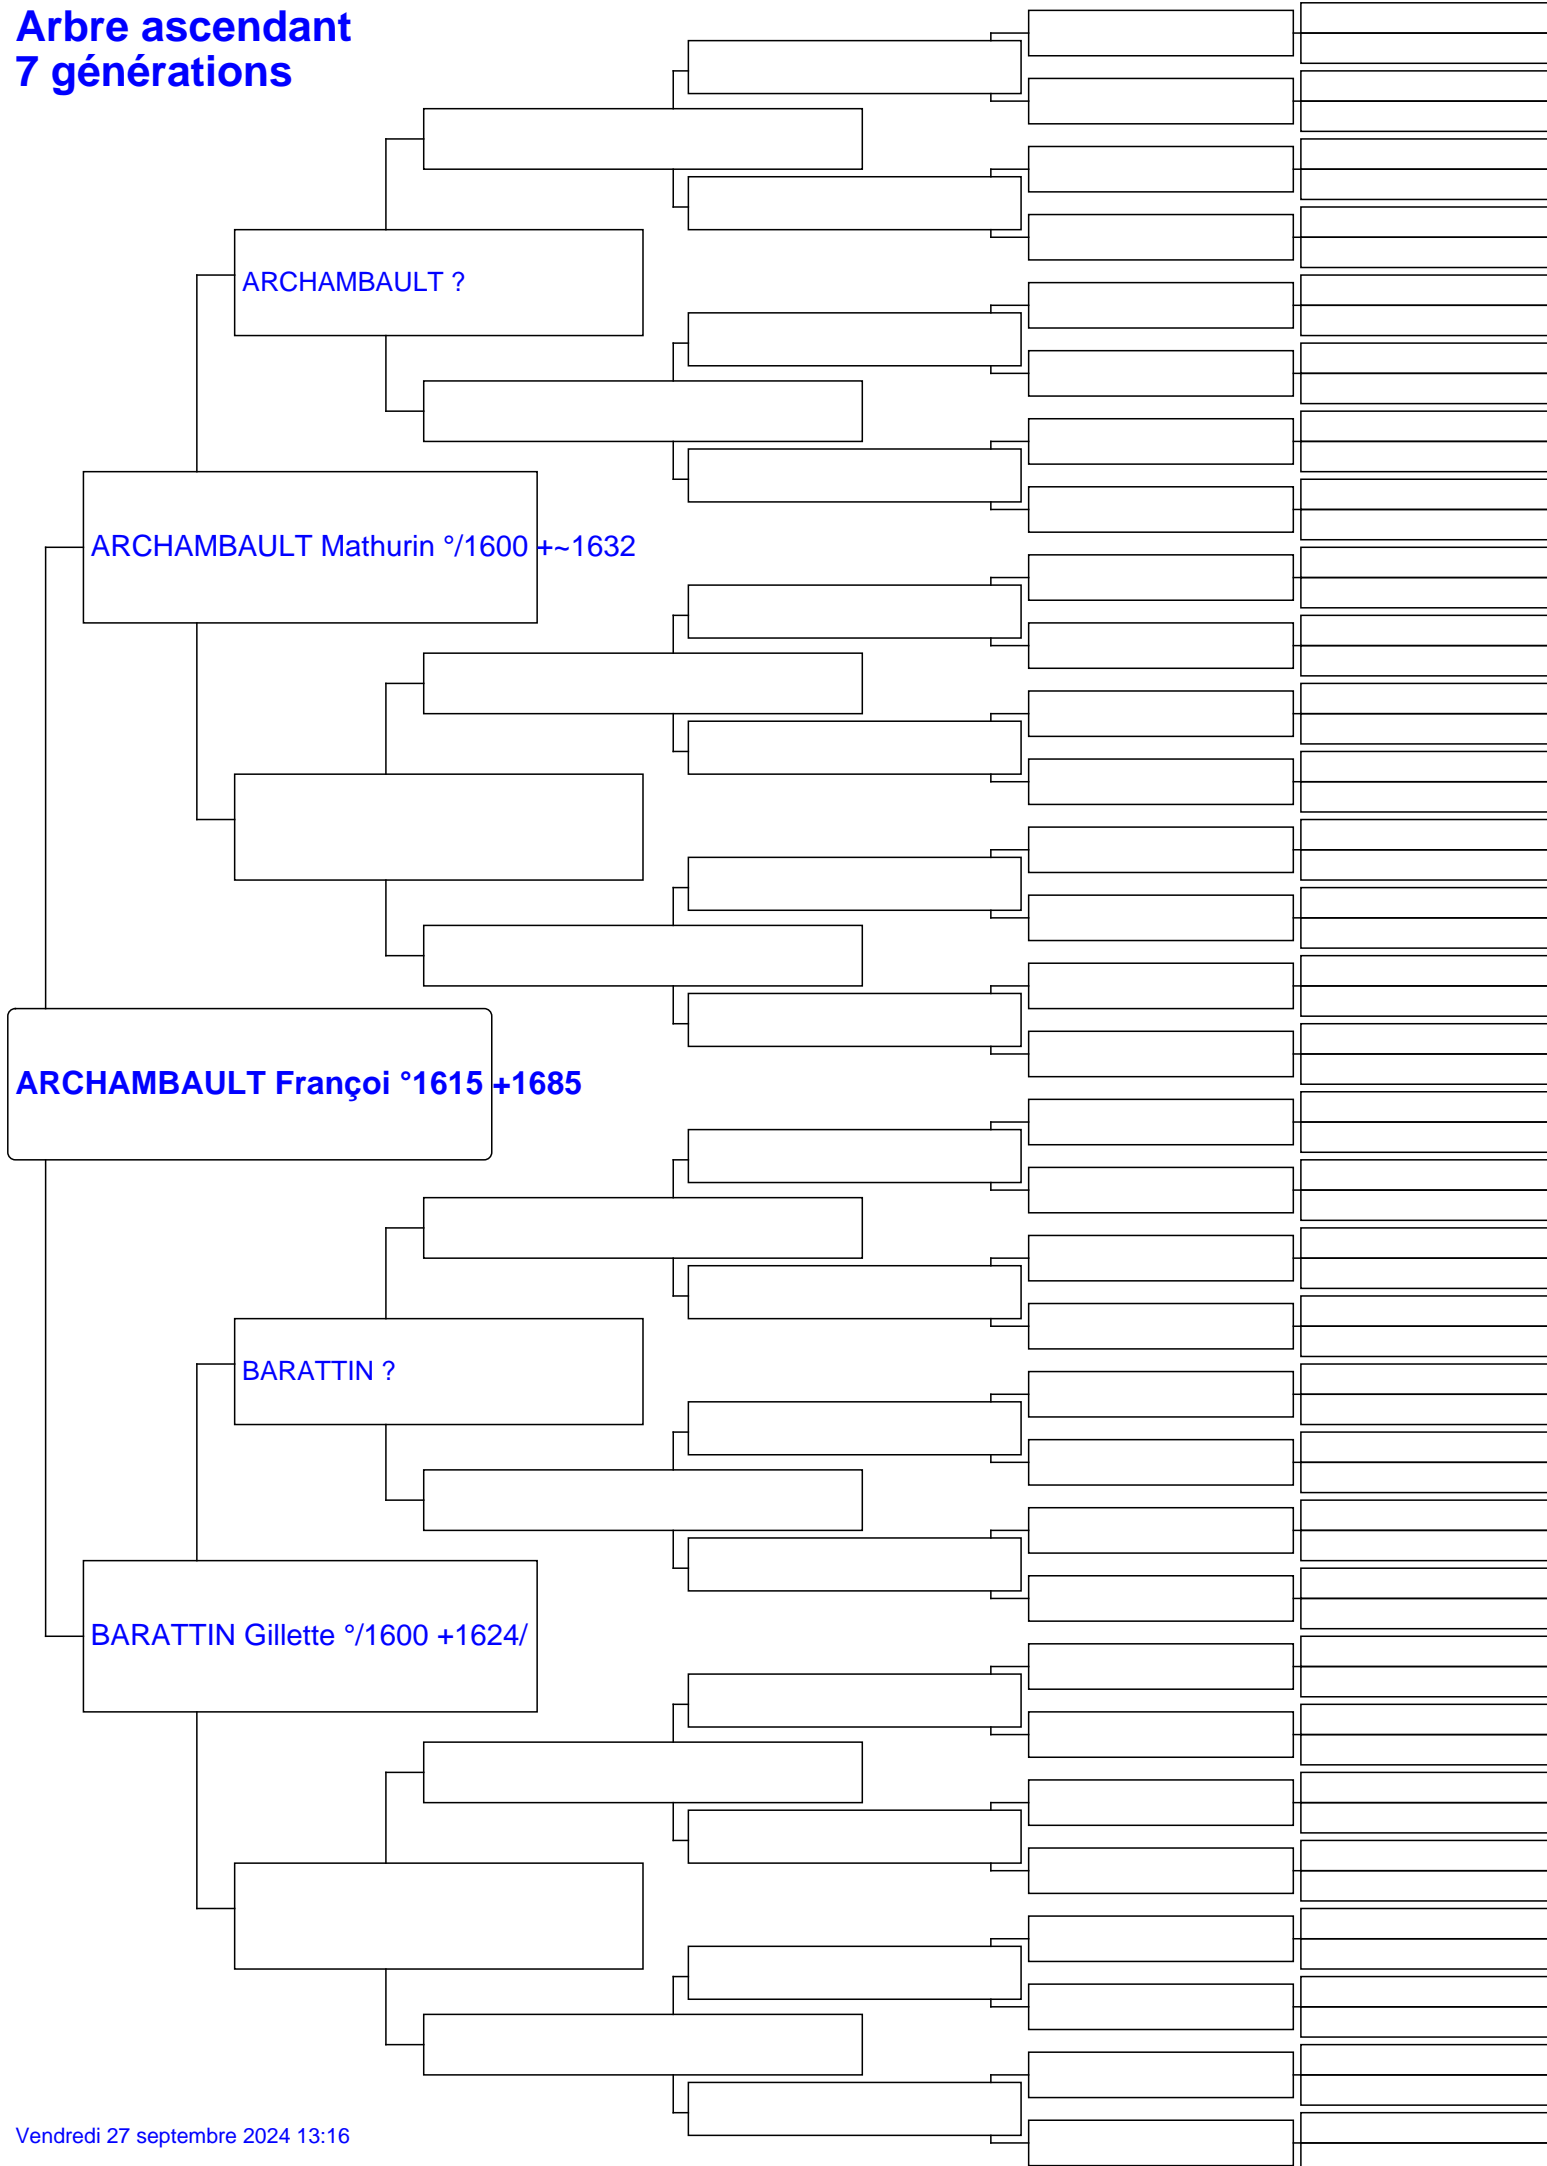 Arbre ascendant
7 générations
ARCHAMBAULT ?
ARCHAMBAULT Mathurin °/1600 +~1632
ARCHAMBAULT Françoi °1615 +1685
BARATTIN ?
BARATTIN Gillette °/1600 +1624/
Vendredi 27 septembre 2024 13:16